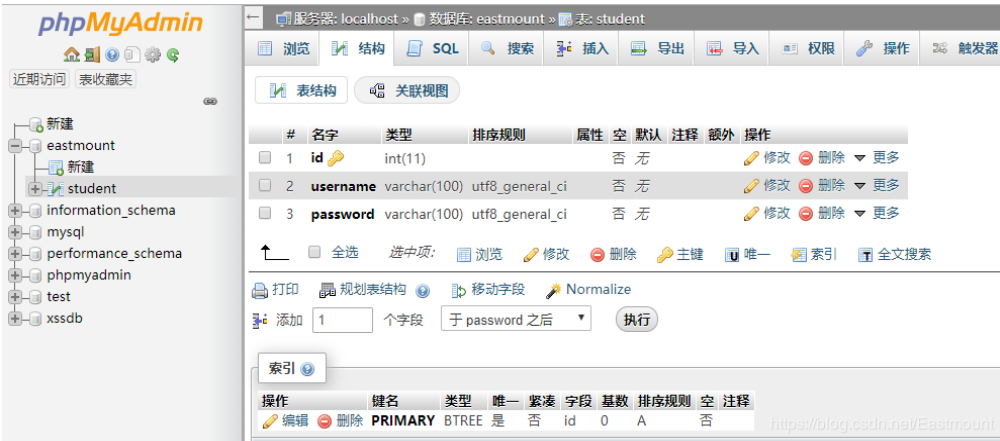 phpMyAdmin
近期访问 表收藏夹
新建
eastmount
新建
student
information_schema
mysql
performance_schema
phpmyadmin
test
xssdb
服务器: localhost » 数据库: eastmount » 表: student
浏览 结构 SQL 搜索 插入 导出 导入 权限 操作 触发器
表结构 关联视图
# 名字 类型 排序规则 属性 空 默认 注释 额外 操作
1 id int(11) 否 无 修改 删除 更多
2 username varchar(100) utf8_general_ci 否 无 修改 删除 更多
3 password varchar(100) utf8_general_ci 否 无 修改 删除 更多
全选 选中项: 浏览 修改 删除 主键 唯一 索引 全文搜索
打印 规划表结构 移动字段 Normalize
添加 1 个字段 于 password 之后 执行
索引
操作 键名 类型 唯一 紧凑 字段 基数 排序规则 空 注释
编辑 删除 PRIMARY BTREE 是 否 id 0 A 否
https://blog.csdn.net/Eastmount